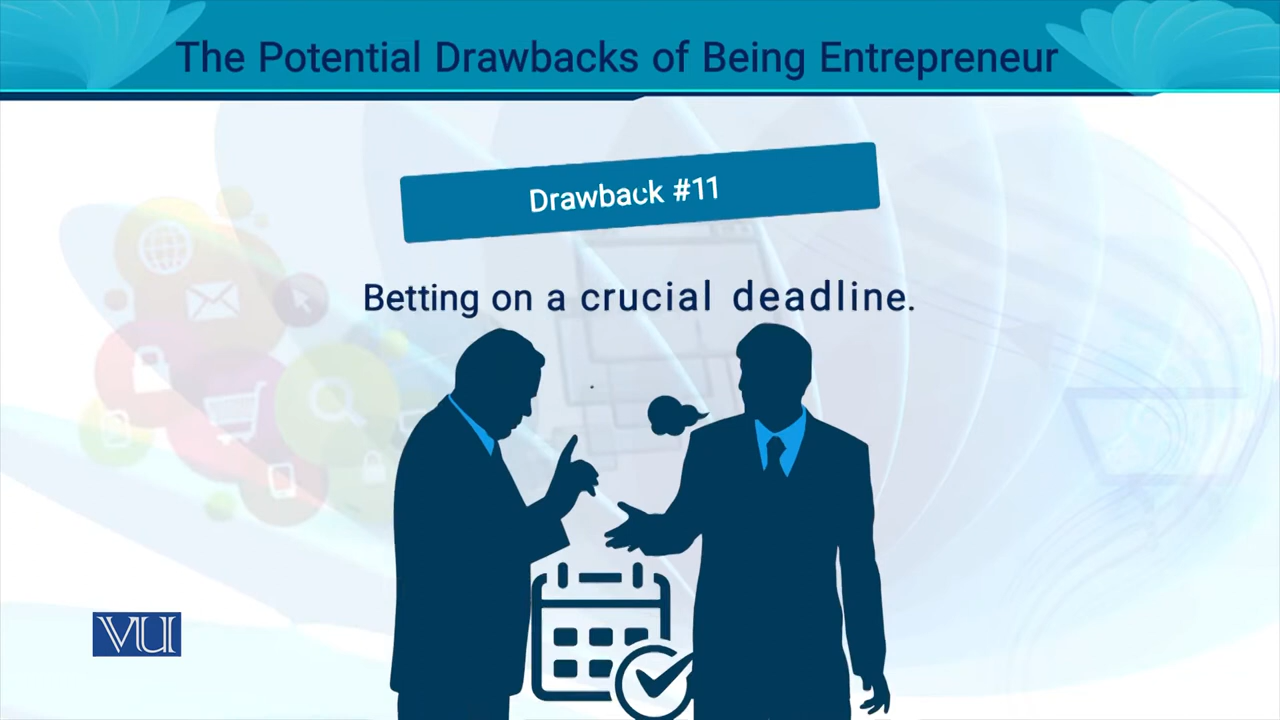 The Potential Drawbacks of Being Entrepreneur
Drawback #11
Betting on a crucial deadline.
VU